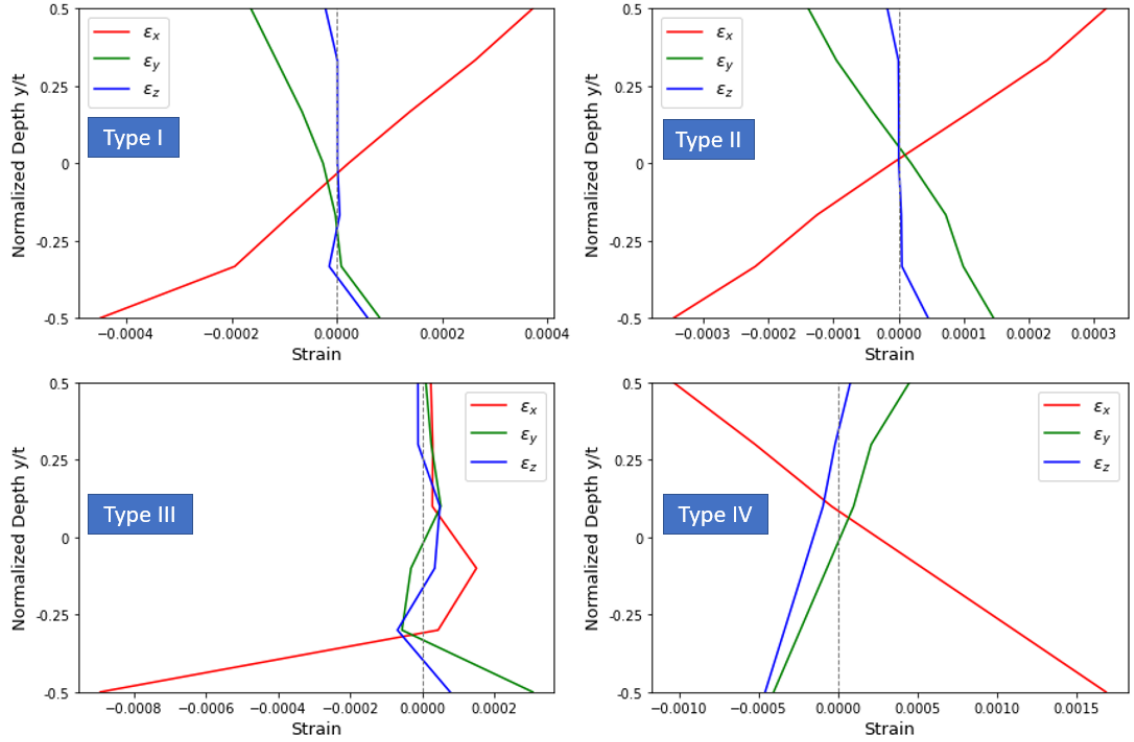 0.5
0.25
0
-0.25
-0.5
Normalized Depth y/t
εx
εy
εz
Type I
-0.0004
-0.0002
0.0000
0.0002
0.0004
Strain
0.5
0.25
0
-0.25
-0.5
Normalized Depth y/t
εx
εy
εz
Type II
-0.0003
-0.0002
-0.0001
0.0000
0.0001
0.0002
0.0003
Strain
0.5
0.25
0
-0.25
-0.5
Normalized Depth y/t
εx
εy
εz
Type III
-0.0008
-0.0006
-0.0004
-0.0002
0.0000
0.0002
Strain
0.5
0.25
0
-0.25
-0.5
Normalized Depth y/t
εx
εy
εz
Type IV
-0.0010
-0.0005
0.0000
0.0005
0.0010
0.0015
Strain